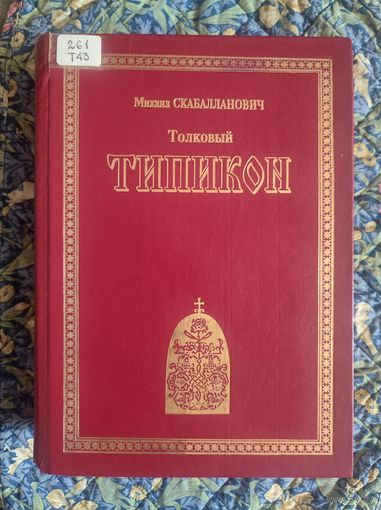 261
Т43
Михаил СКАБАЛЛАНОВИЧ
Толковый
ТИПИКОН